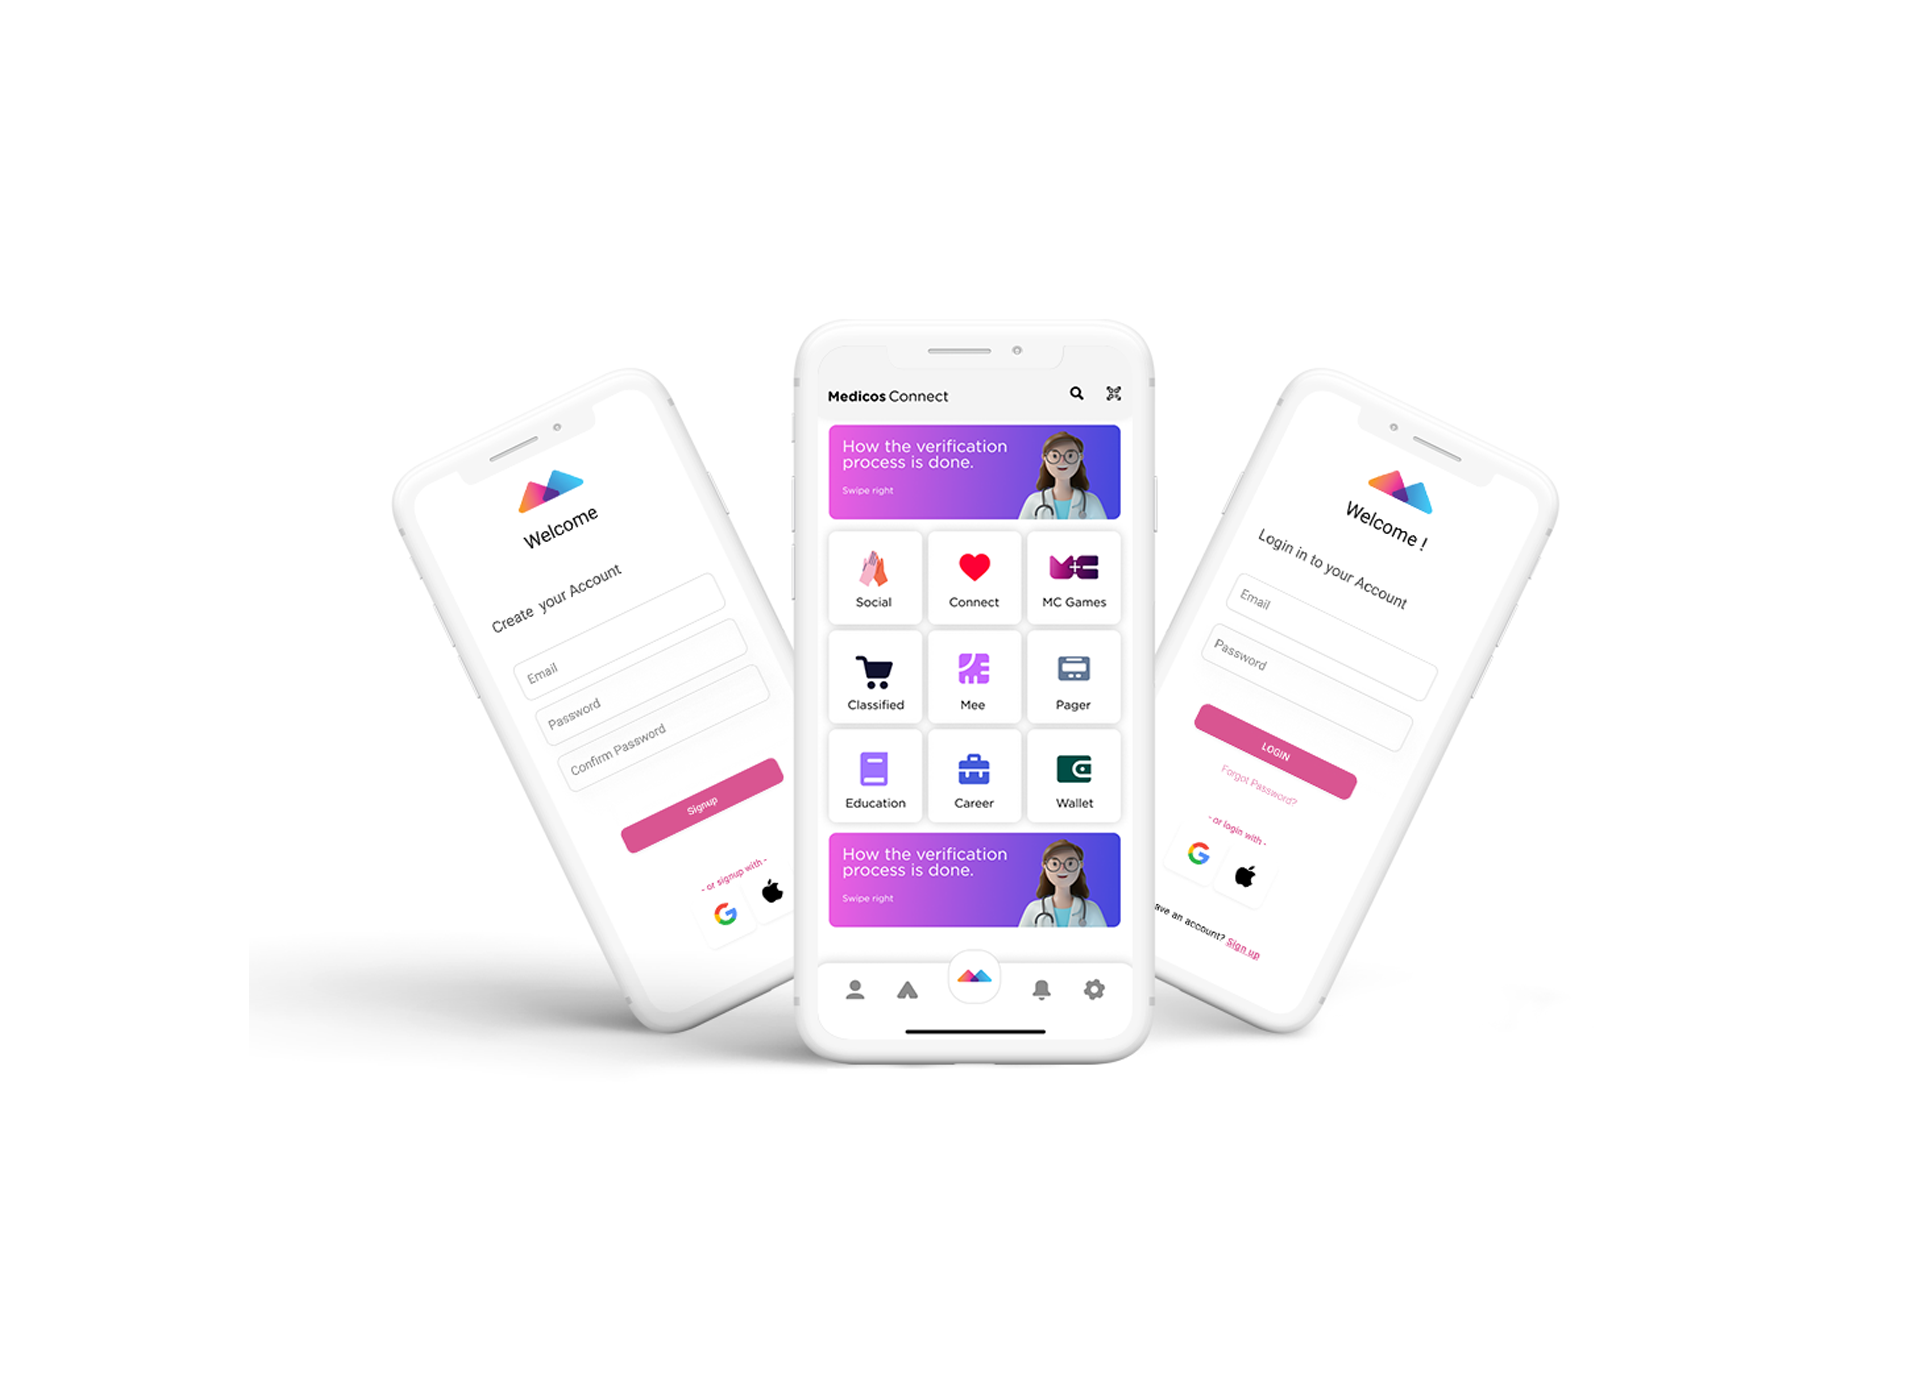 Welcome
Create your Account
Email
Password
Confirm Password
Signup
- or signup with -
Medicos Connect
How the verification
process is done.
Swipe right
Social
Connect
MC Games
Classified
Mee
Pager
Education
Career
Wallet
How the verification
process is done.
Swipe right
Welcome !
Login in to your Account
Email
Password
LOGIN
Forgot Password?
- or login with -
ave an account? Sign up